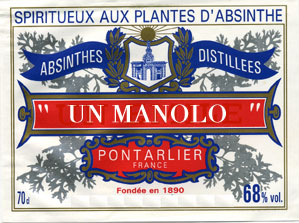 SPIRITUEUX AUX PLANTES D'ABSINTHE
ABSINTHES DISTILLEES
" UN MANOLO "
PONTARLIER
FRANCE
Fondée en 1890
70cl
68% vol.